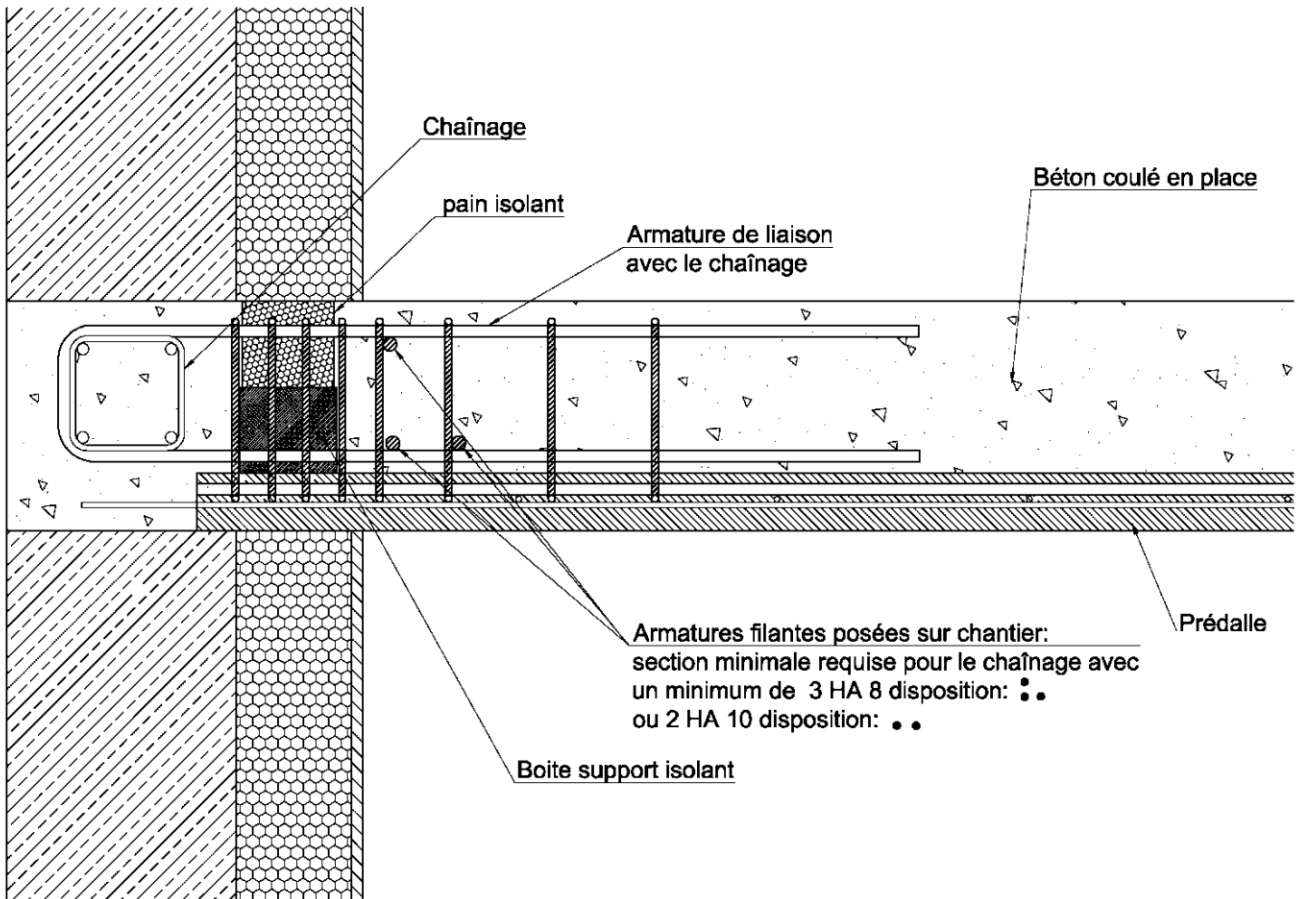 Chaînage
pain isolant
Armature de liaison
avec le chaînage
Béton coulé en place
Armatures filantes posées sur chantier:
section minimale requise pour le chaînage avec
un minimum de 3 HA 8 disposition:
ou 2 HA 10 disposition:
Prédalle
Boite support isolant